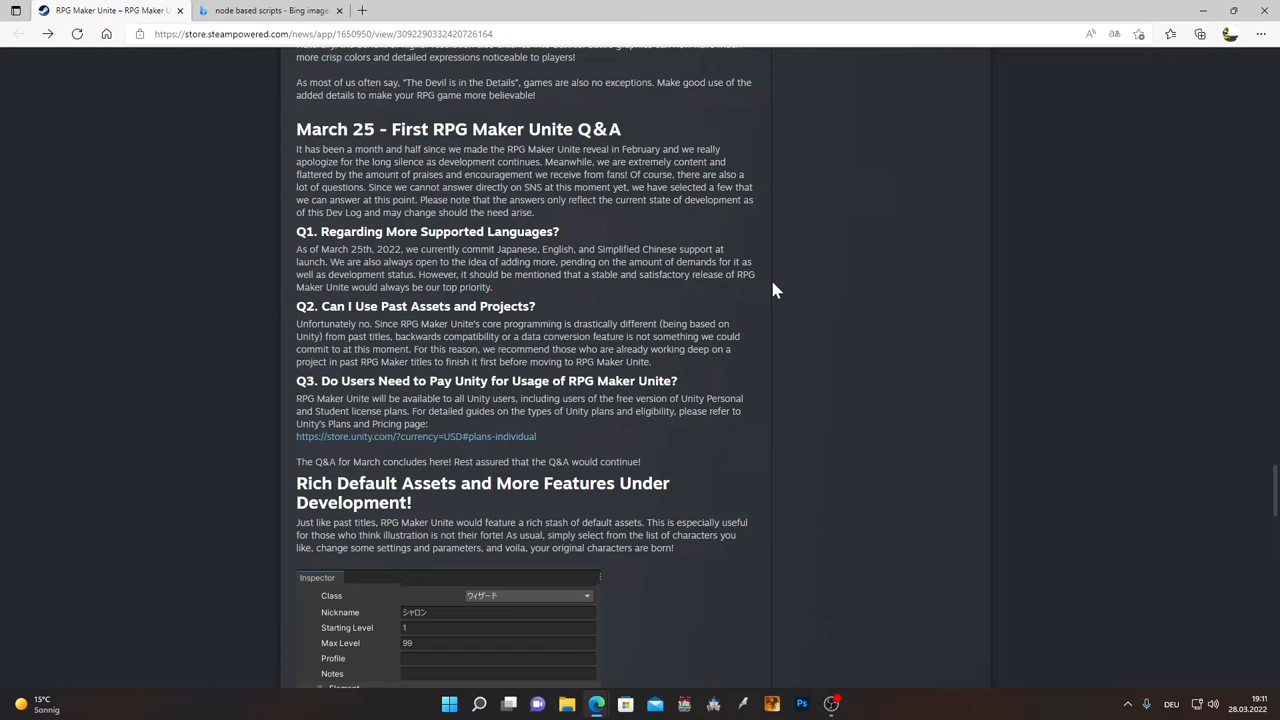 RPG Maker Unite – RPG Maker U
node based scripts - Bing image
https://store.steampowered.com/news/app/1650950/view/3092290332420726164
more crisp colors and detailed expressions noticeable to players!
As most of us often say, "The Devil is in the Details", games are also no exceptions. Make good use of the
added details to make your RPG game more believable!
March 25 - First RPG Maker Unite Q&A
It has been a month and half since we made the RPG Maker Unite reveal in February and we really
apologize for the long silence as development continues. Meanwhile, we are extremely content and
flattered by the amount of praises and encouragement we receive from fans! Of course, there are also a
lot of questions. Since we cannot answer directly on SNS at this moment yet, we have selected a few that
we can answer at this point. Please note that the answers only reflect the current state of development as
of this Dev Log and may change should the need arise.
Q1. Regarding More Supported Languages?
As of March 25th, 2022, we currently commit Japanese, English, and Simplified Chinese support at
launch. We are also always open to the idea of adding more, pending on the amount of demands for it as
well as development status. However, it should be mentioned that a stable and satisfactory release of RPG
Maker Unite would always be our top priority.
Q2. Can I Use Past Assets and Projects?
Unfortunately no. Since RPG Maker Unite's core programming is drastically different (being based on
Unity) from past titles, backwards compatibility or a data conversion feature is not something we could
commit to at this moment. For this reason, we recommend those who are already working deep on a
project in past RPG Maker titles to finish it first before moving to RPG Maker Unite.
Q3. Do Users Need to Pay Unity for Usage of RPG Maker Unite?
RPG Maker Unite will be available to all Unity users, including users of the free version of Unity Personal
and Student license plans. For detailed guides on the types of Unity plans and eligibility, please refer to
Unity's Plans and Pricing page:
https://store.unity.com/?currency=USD#plans-individual
The Q&A for March concludes here! Rest assured that the Q&A would continue!
Rich Default Assets and More Features Under
Development!
Just like past titles, RPG Maker Unite would feature a rich stash of default assets. This is especially useful
for those who think illustration is not their forte! As usual, simply select from the list of characters you
like, change some settings and parameters, and voila, your original characters are born!
Inspector
Class ウィザード
Nickname シャロン
Starting Level 1
Max Level 99
Profile
Notes
Element
15°C
Sonnig
Ps
DEU
19:11
28.03.2022